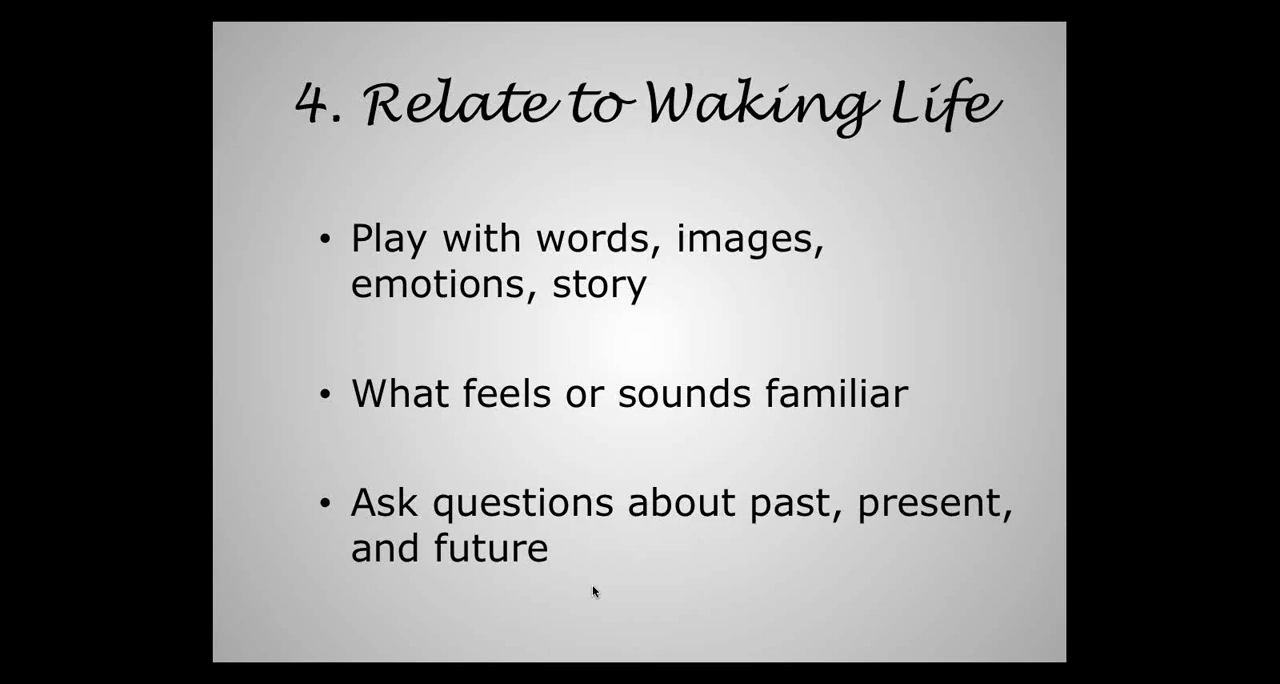 4. Relate to Waking Life
• Play with words, images,
emotions, story
• What feels or sounds familiar
• Ask questions about past, present,
and future